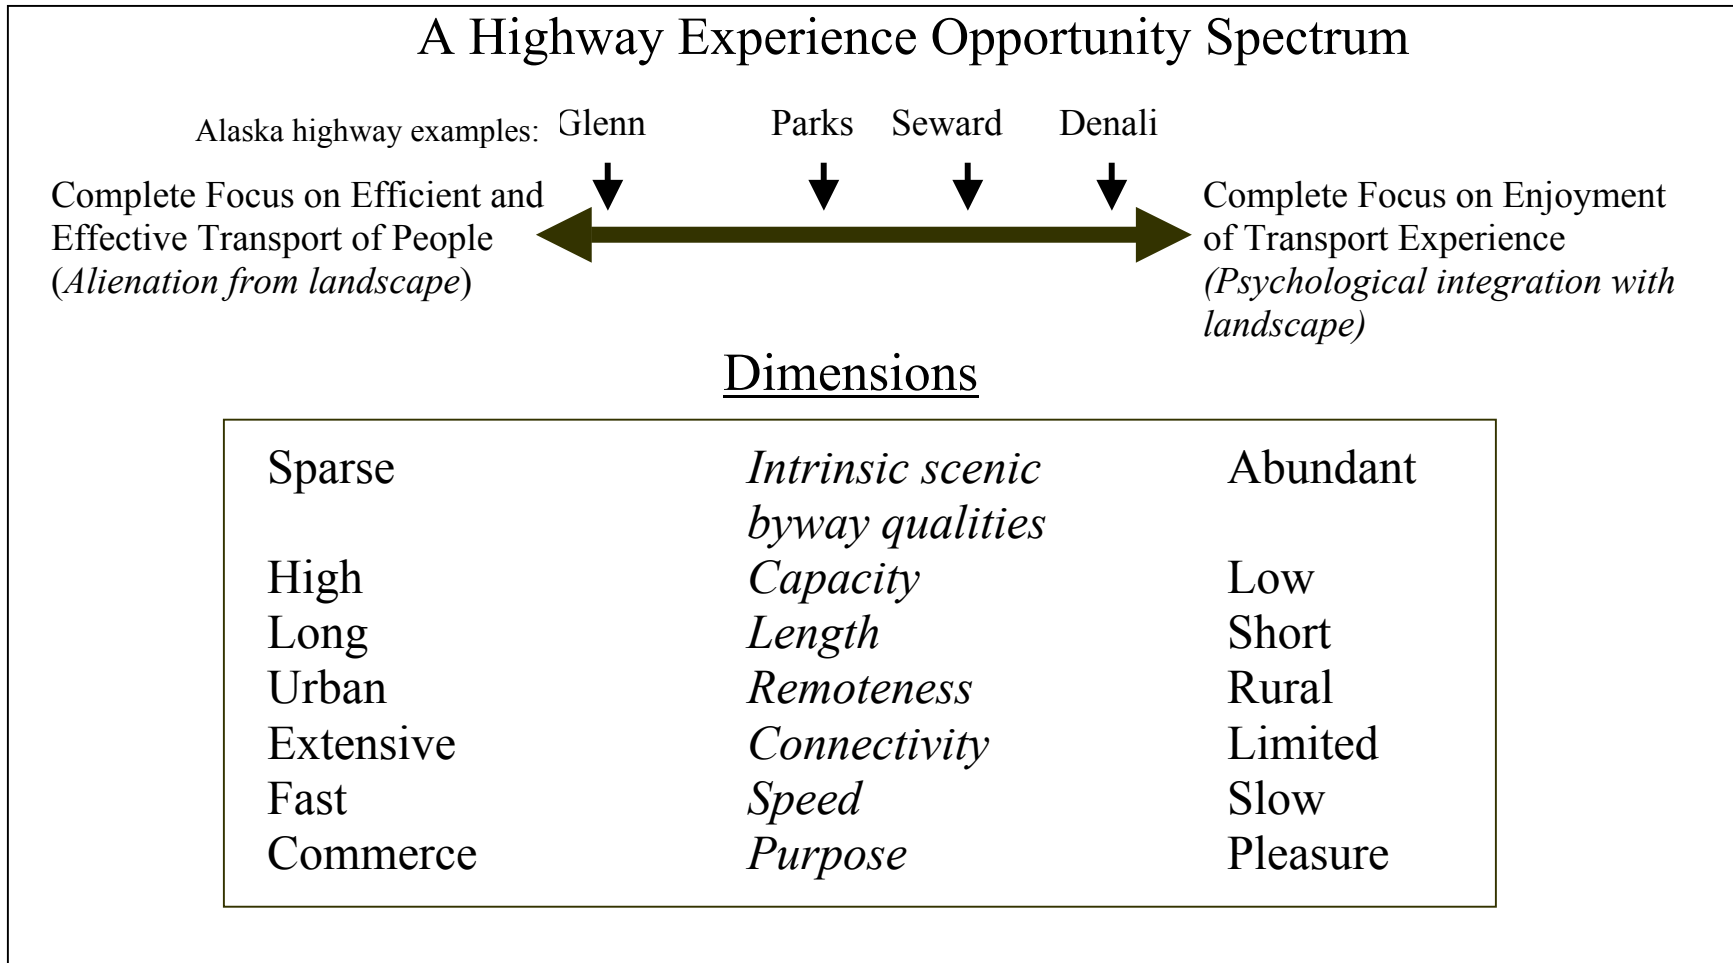 A Highway Experience Opportunity Spectrum
Alaska highway examples: Glenn Parks Seward Denali
Complete Focus on Efficient and
Effective Transport of People
(Alienation from landscape)
Complete Focus on Enjoyment
of Transport Experience
(Psychological integration with
landscape)
Dimensions
Sparse Intrinsic scenic Abundant
byway qualities
High Capacity Low
Long Length Short
Urban Remoteness Rural
Extensive Connectivity Limited
Fast Speed Slow
Commerce Purpose Pleasure